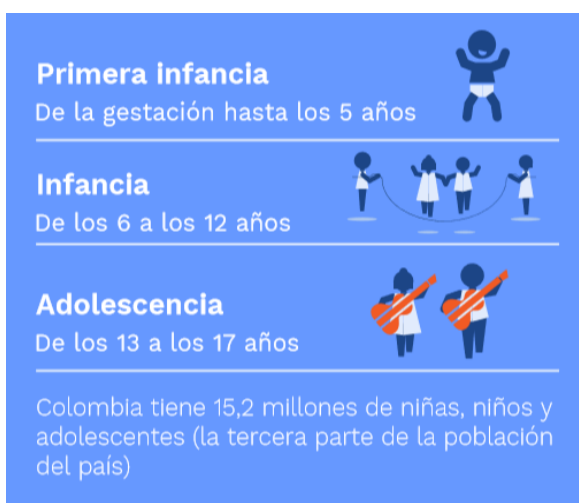 Primera infancia
De la gestación hasta los 5 años
Infancia
De los 6 a los 12 años
Adolescencia
De los 13 a los 17 años
Colombia tiene 15,2 millones de niñas, niños y
adolescentes (la tercera parte de la población
del país)